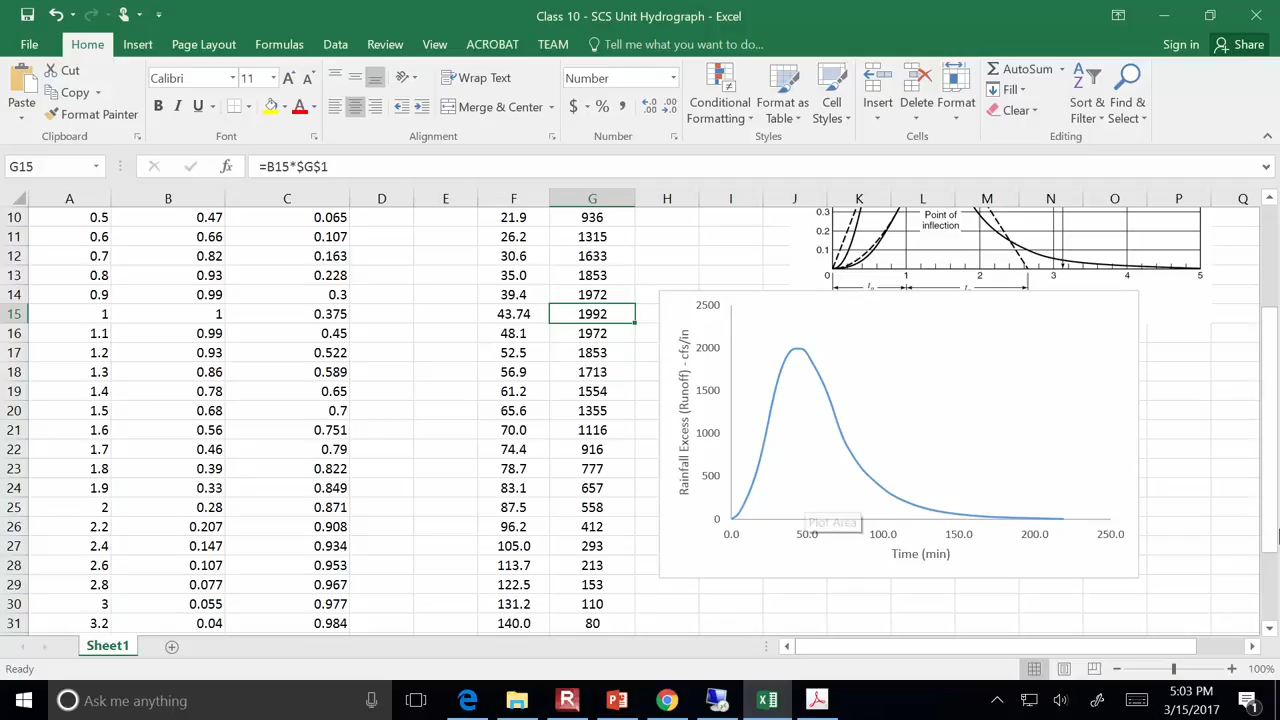 Class 10 - SCS Unit Hydrograph - Excel
File Home Insert Page Layout Formulas Data Review View ACROBAT TEAM Tell me what you want to do... Sign in Share
Paste Cut Copy Format Painter
Calibri 11
B I U
Wrap Text
Merge & Center
Number
$ % ,
Conditional Formatting Format as Table Cell Styles
Insert Delete Format
AutoSum Fill Clear
Sort & Filter Find & Select
Clipboard Font Alignment Number Styles Cells Editing
G15 fx =B15*$G$1
A B C D E F G H I J K L M N O P Q
10 0.5 0.47 0.065 21.9 936
11 0.6 0.66 0.107 26.2 1315
12 0.7 0.82 0.163 30.6 1633
13 0.8 0.93 0.228 35.0 1853
14 0.9 0.99 0.3 39.4 1972
15 1 1 0.375 43.74 1992
16 1.1 0.99 0.45 48.1 1972
17 1.2 0.93 0.522 52.5 1853
18 1.3 0.86 0.589 56.9 1713
19 1.4 0.78 0.65 61.2 1554
20 1.5 0.68 0.7 65.6 1355
21 1.6 0.56 0.751 70.0 1116
22 1.7 0.46 0.79 74.4 916
23 1.8 0.39 0.822 78.7 777
24 1.9 0.33 0.849 83.1 657
25 2 0.28 0.871 87.5 558
26 2.2 0.207 0.908 96.2 412
27 2.4 0.147 0.934 105.0 293
28 2.6 0.107 0.953 113.7 213
29 2.8 0.077 0.967 122.5 153
30 3 0.055 0.977 131.2 110
31 3.2 0.04 0.984 140.0 80
0.3
0.2
0.1
Point of
inflection
0 1 2 3 4 5
2500
2000
1500
1000
500
0
Rainfall Excess (Runoff) - cfs/in
Plot Area
0.0 50.0 100.0 150.0 200.0 250.0
Time (min)
Sheet1
Ready 100%
Ask me anything
5:03 PM
3/15/2017
1